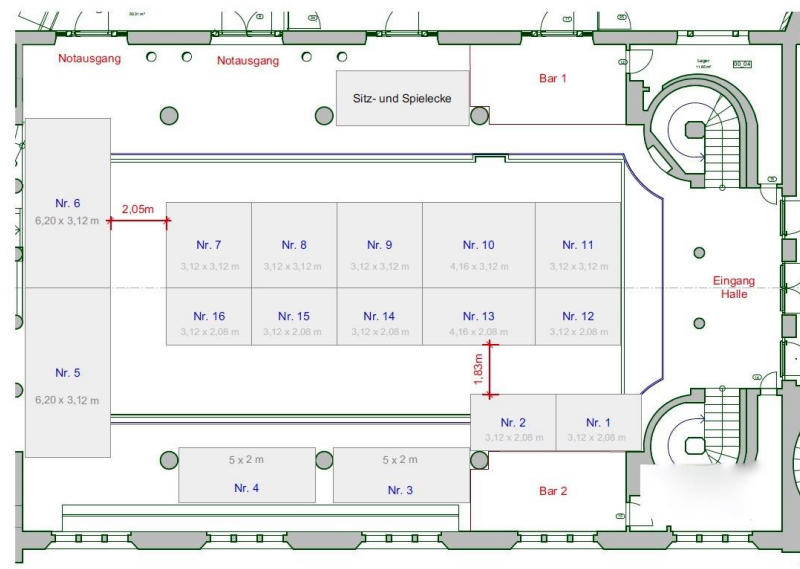 Notausgang
Notausgang
Bar 1
Lager
00_04
Sitz- und Spielecke
Nr. 6
6,20 x 3,12 m
2,05m
Nr. 7
3,12 x 3,12 m
Nr. 8
3,12 x 3,12 m
Nr. 9
3,12 x 3,12 m
Nr. 10
4,16 x 3,12 m
Nr. 11
3,12 x 3,12 m
Eingang
Halle
Nr. 16
3,12 x 2,08 m
Nr. 15
3,12 x 2,08 m
Nr. 14
3,12 x 2,08 m
Nr. 13
4,16 x 2,08 m
Nr. 12
3,12 x 2,08 m
Nr. 5
6,20 x 3,12 m
1,83m
Nr. 2
3,12 x 2,08 m
Nr. 1
3,12 x 2,08 m
5 x 2 m
Nr. 4
5 x 2 m
Nr. 3
Bar 2